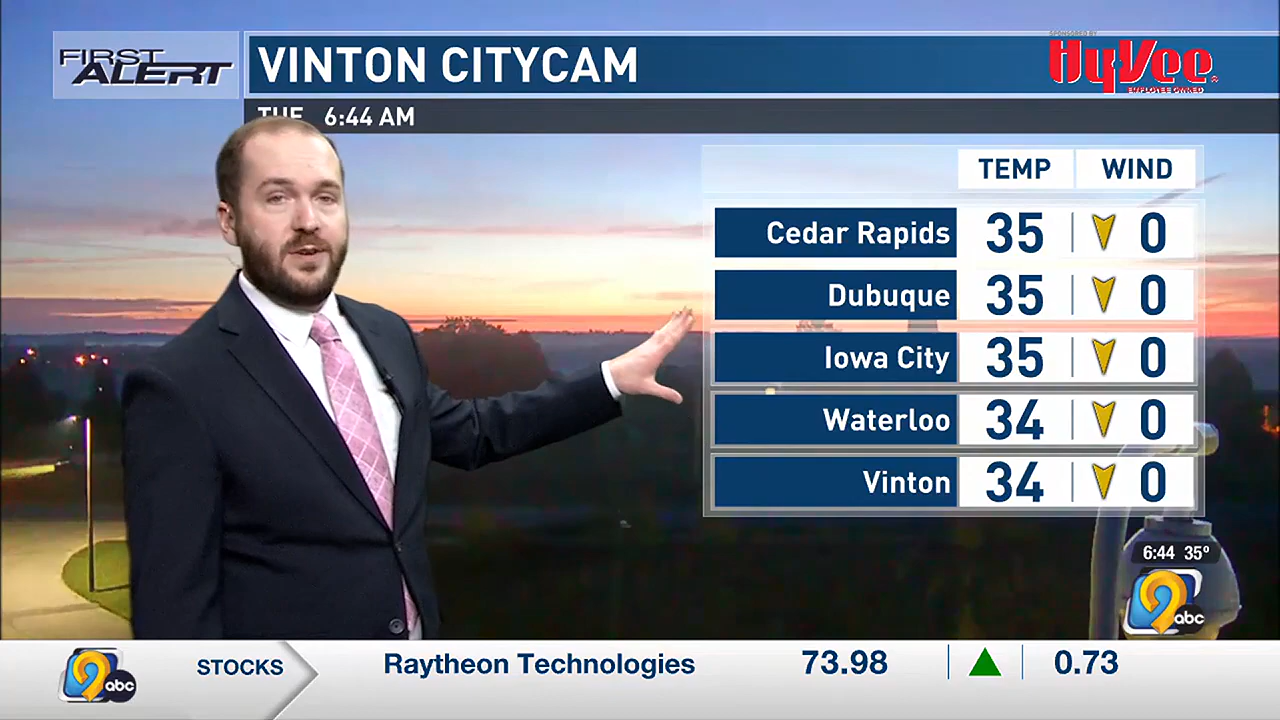 FIRST ALERT
VINTON CITYCAM
SPONSORED BY
HyVee
EMPLOYEE OWNED
TUE 6:44 AM
TEMP WIND
Cedar Rapids 35 0
Dubuque 35 0
Iowa City 35 0
Waterloo 34 0
Vinton 34 0
6:44 35°
9 abc
9 abc
STOCKS
Raytheon Technologies 73.98 0.73